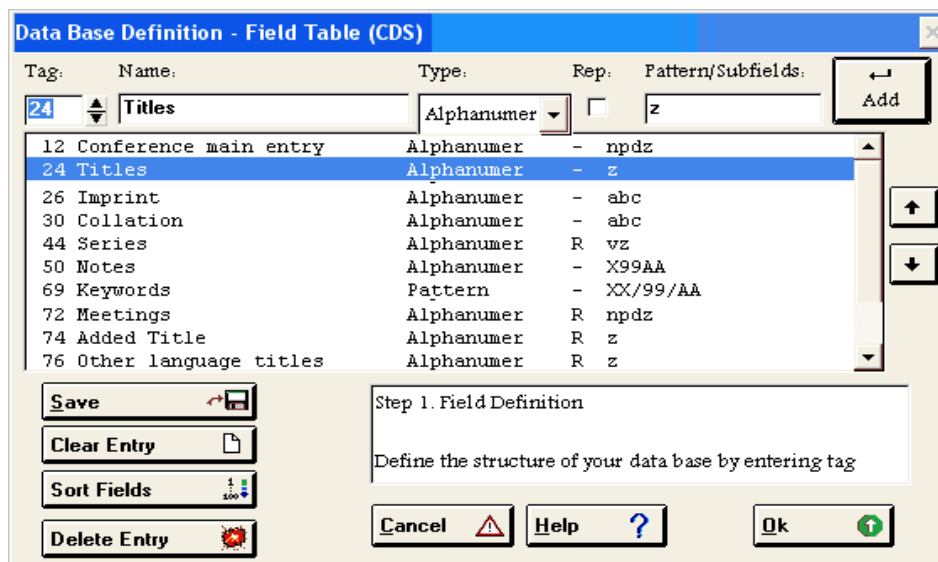 Data Base Definition - Field Table (CDS)
Tag: Name: Type: Rep: Pattern/Subfields:
24 Titles Alphanumer z Add
12 Conference main entry Alphanumer - npdz
24 Titles Alphanumer - z
26 Imprint Alphanumer - abc
30 Collation Alphanumer - abc
44 Series Alphanumer R vz
50 Notes Alphanumer - X99AA
69 Keywords Pattern - XX/99/AA
72 Meetings Alphanumer R npdz
74 Added Title Alphanumer R z
76 Other language titles Alphanumer R z
Save
Clear Entry
Sort Fields 1 100
Delete Entry
Step 1. Field Definition
Define the structure of your data base by entering tag
Cancel Help ? Ok